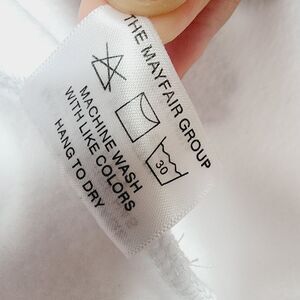 THE MAYFAIR GROUP
30
MACHINE WASH
WITH LIKE COLORS
HANG TO DRY